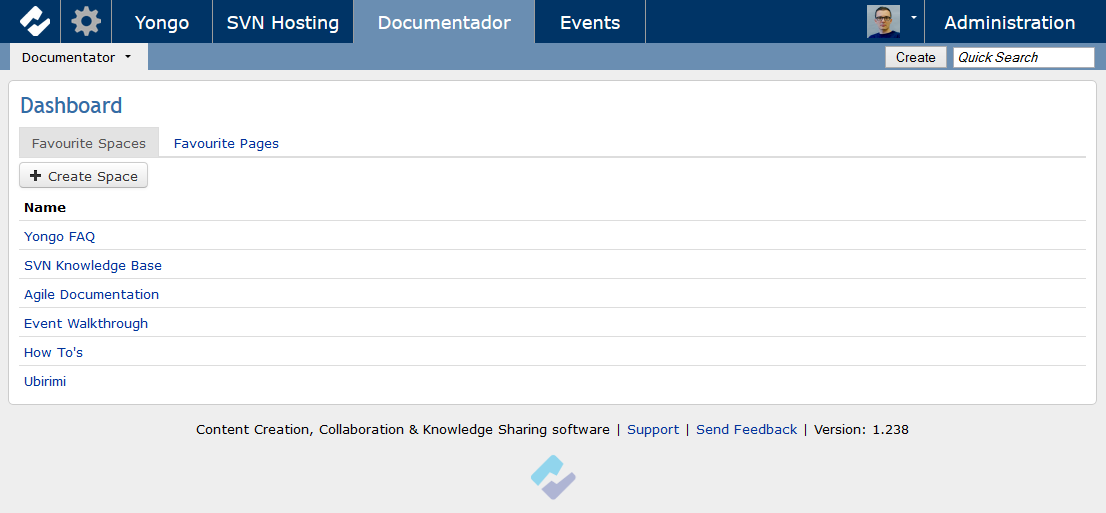 Yongo SVN Hosting Documentador Events Administration
Documentator Create Quick Search
Dashboard
Favourite Spaces Favourite Pages
Create Space
Name
Yongo FAQ
SVN Knowledge Base
Agile Documentation
Event Walkthrough
How To's
Ubirimi
Content Creation, Collaboration & Knowledge Sharing software | Support | Send Feedback | Version: 1.238